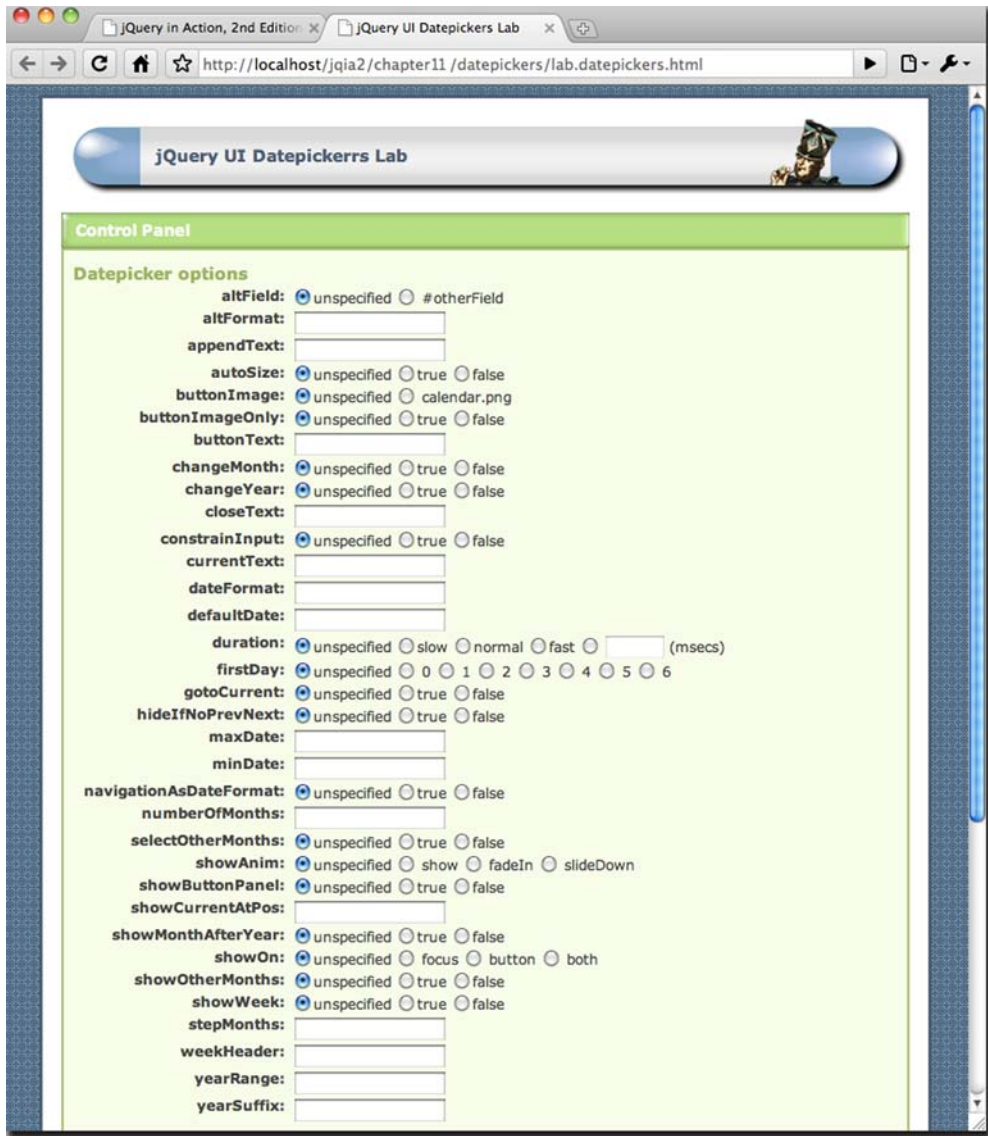 jQuery in Action, 2nd Edition jQuery UI Datepickers Lab
http://localhost/jqia2/chapter11 /datepickers/lab.datepickers.html
jQuery UI Datepickerrs Lab
Control Panel
Datepicker options
altField: unspecified #otherField
altFormat:
appendText:
autoSize: unspecified true false
buttonImage: unspecified calendar.png
buttonImageOnly: unspecified true false
buttonText:
changeMonth: unspecified true false
changeYear: unspecified true false
closeText:
constrainInput: unspecified true false
currentText:
dateFormat:
defaultDate:
duration: unspecified slow normal fast (msecs)
firstDay: unspecified 0 1 2 3 4 5 6
gotoCurrent: unspecified true false
hideIfNoPrevNext: unspecified true false
maxDate:
minDate:
navigationAsDateFormat: unspecified true false
numberOfMonths:
selectOtherMonths: unspecified true false
showAnim: unspecified show fadeIn slideDown
showButtonPanel: unspecified true false
showCurrentAtPos:
showMonthAfterYear: unspecified true false
showOn: unspecified focus button both
showOtherMonths: unspecified true false
showWeek: unspecified true false
stepMonths:
weekHeader:
yearRange:
yearSuffix: